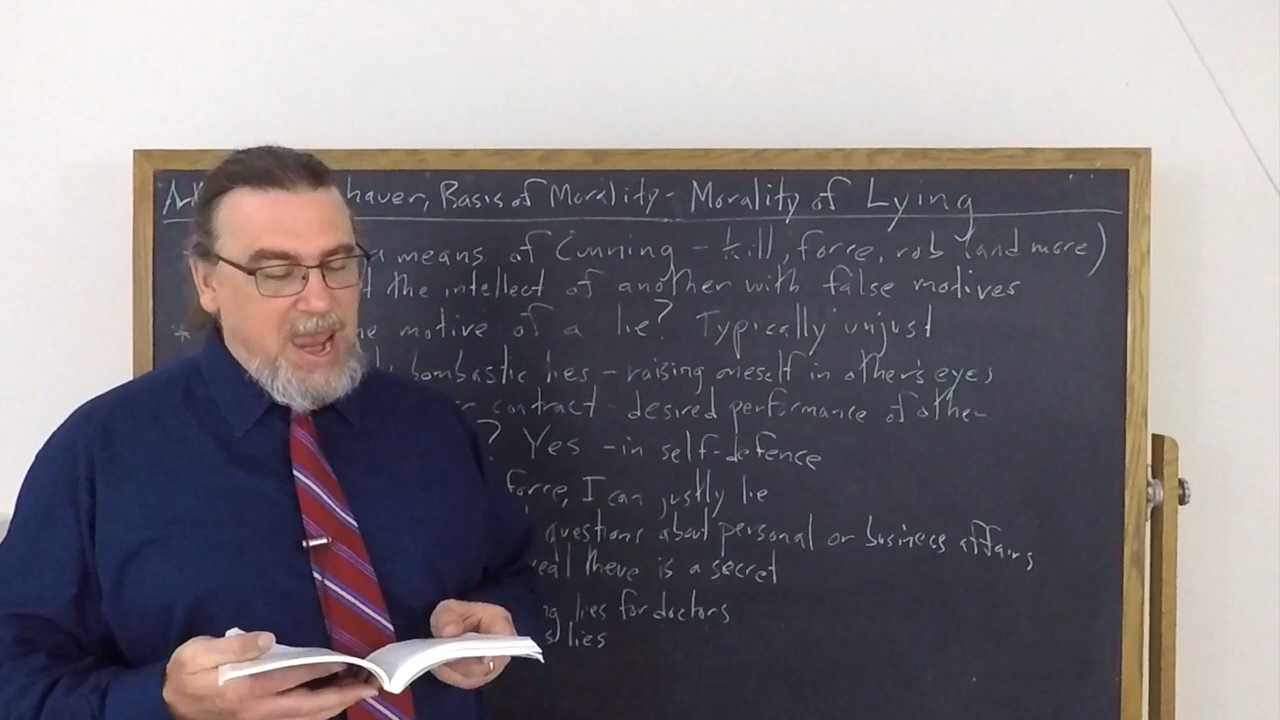 hauer, Basis of Morality - Morality of Lying
a means of Cunning - kill, force, rob (and more)
the intellect of another with false motives
* motive of a lie? Typically unjust
bombastic lies - raising oneself in other's eyes
contract - desired performance of other
? Yes - in self-defence
force, I can justly lie
questions about personal or business affairs
there is a secret
lies for doctors
lies